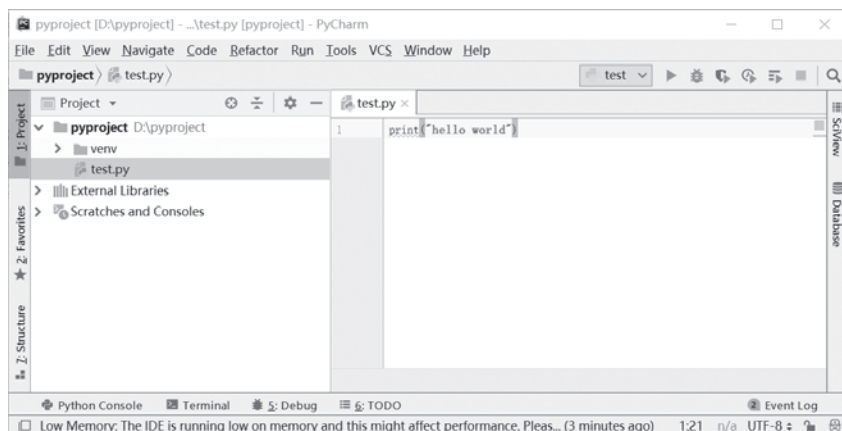 pyproject [D:\pyproject] - ...\test.py [pyproject] - PyCharm
File Edit View Navigate Code Refactor Run Tools VCS Window Help
pyproject test.py test
1: Project
Project
test.py
pyproject D:\pyproject
venv
test.py
External Libraries
Scratches and Consoles
1 print("hello world")
2: Favorites
7: Structure
SciView
Database
Python Console Terminal 5: Debug 6: TODO 2 Event Log
Low Memory: The IDE is running low on memory and this might affect performance. Pleas... (3 minutes ago) 1:21 n/a UTF-8